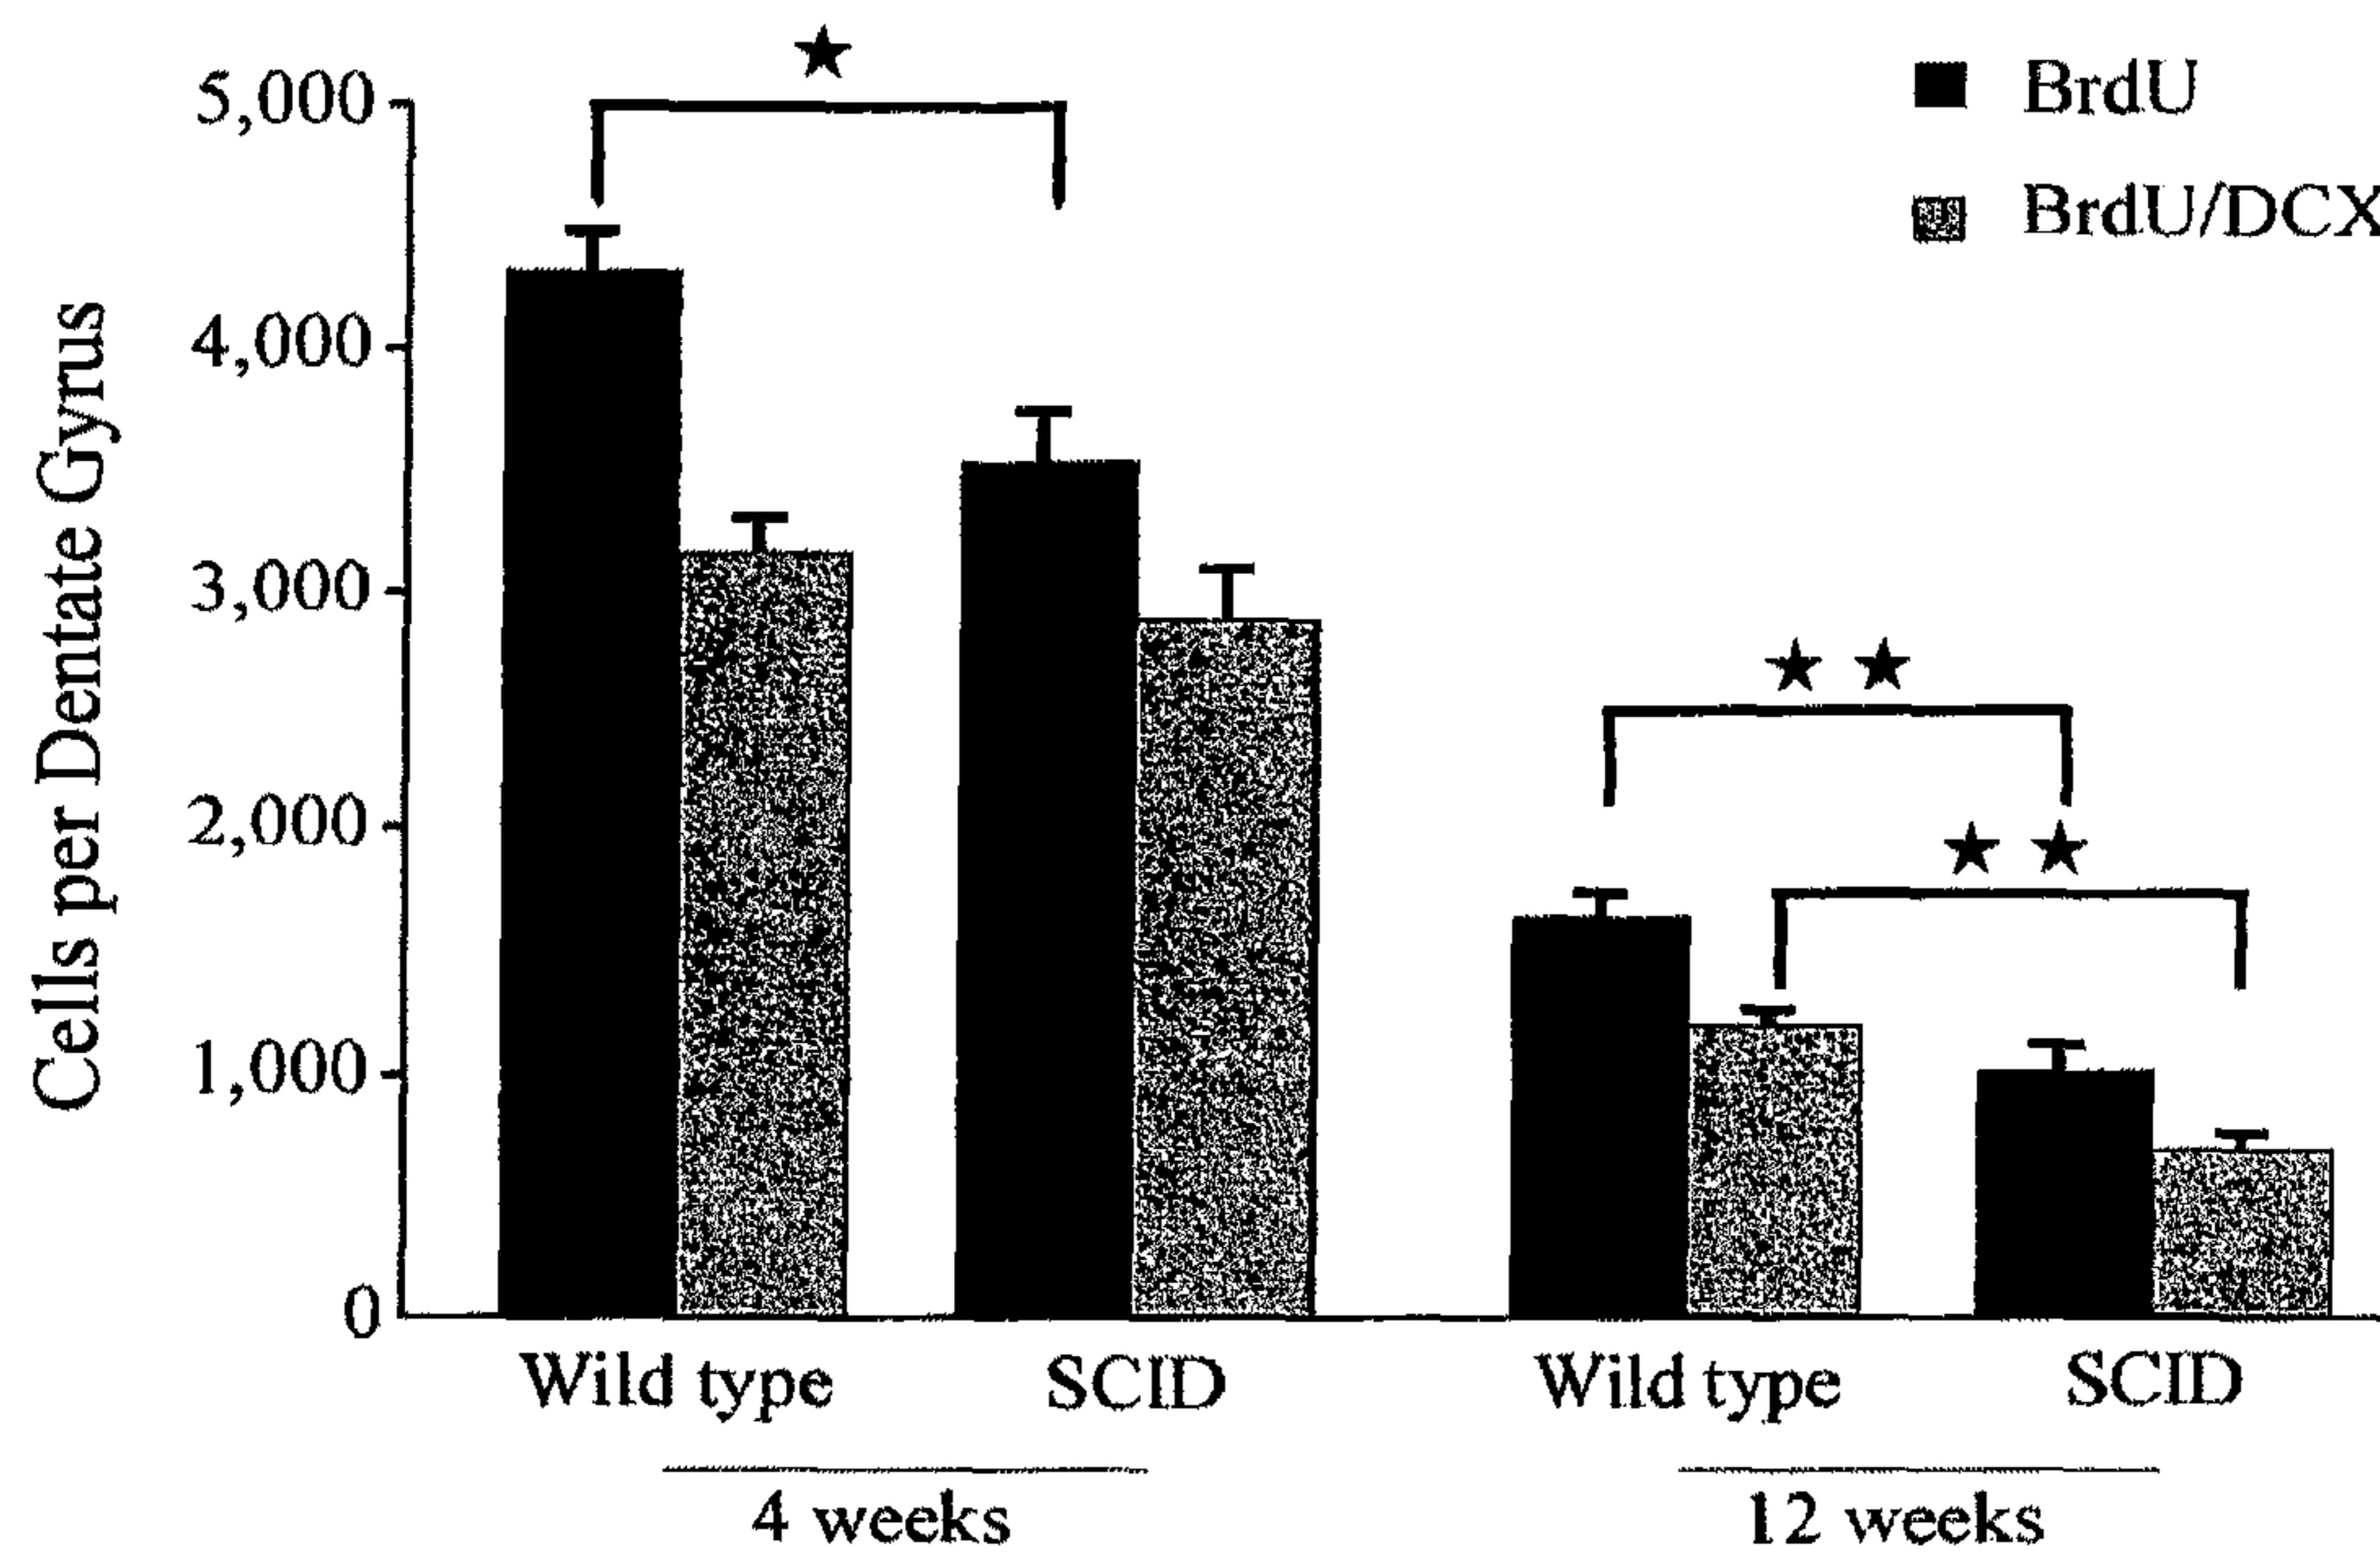 Cells per Dentate Gyrus
5,000
4,000
3,000
2,000
1,000
0
★
★ ★
★ ★
BrdU
BrdU/DCX
Wild type
SCID
Wild type
SCID
4 weeks
12 weeks